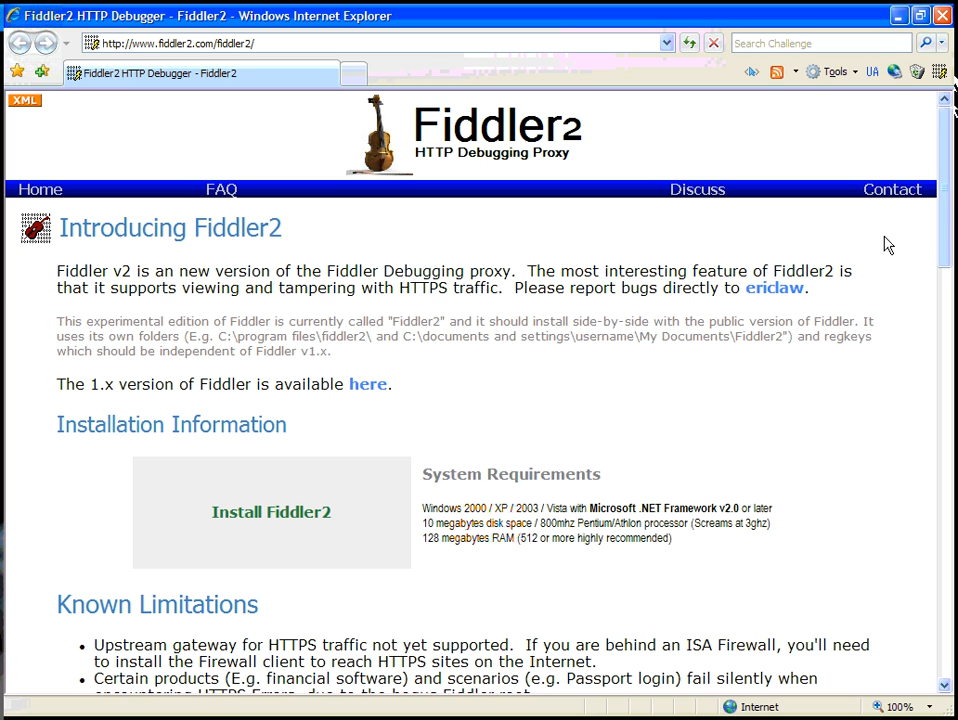 Fiddler2 HTTP Debugger - Fiddler2 - Windows Internet Explorer
http://www.fiddler2.com/fiddler2/
Search Challenge
Fiddler2 HTTP Debugger - Fiddler2
Tools
UA
XML
Fiddler2
HTTP Debugging Proxy
Home FAQ Discuss Contact
Introducing Fiddler2
Fiddler v2 is an new version of the Fiddler Debugging proxy. The most interesting feature of Fiddler2 is
that it supports viewing and tampering with HTTPS traffic. Please report bugs directly to ericlaw.
This experimental edition of Fiddler is currently called "Fiddler2" and it should install side-by-side with the public version of Fiddler. It
uses its own folders (E.g. C:\program files\fiddler2\ and C:\documents and settings\username\My Documents\Fiddler2") and regkeys
which should be independent of Fiddler v1.x.
The 1.x version of Fiddler is available here.
Installation Information
Install Fiddler2
System Requirements
Windows 2000 / XP / 2003 / Vista with Microsoft .NET Framework v2.0 or later
10 megabytes disk space / 800mhz Pentium/Athlon processor (Screams at 3ghz)
128 megabytes RAM (512 or more highly recommended)
Known Limitations
Upstream gateway for HTTPS traffic not yet supported. If you are behind an ISA Firewall, you'll need
to install the Firewall client to reach HTTPS sites on the Internet.
Certain products (E.g. financial software) and scenarios (e.g. Passport login) fail silently when
encountering HTTPS Errors, due to the bogus Fiddler root
Internet
100%